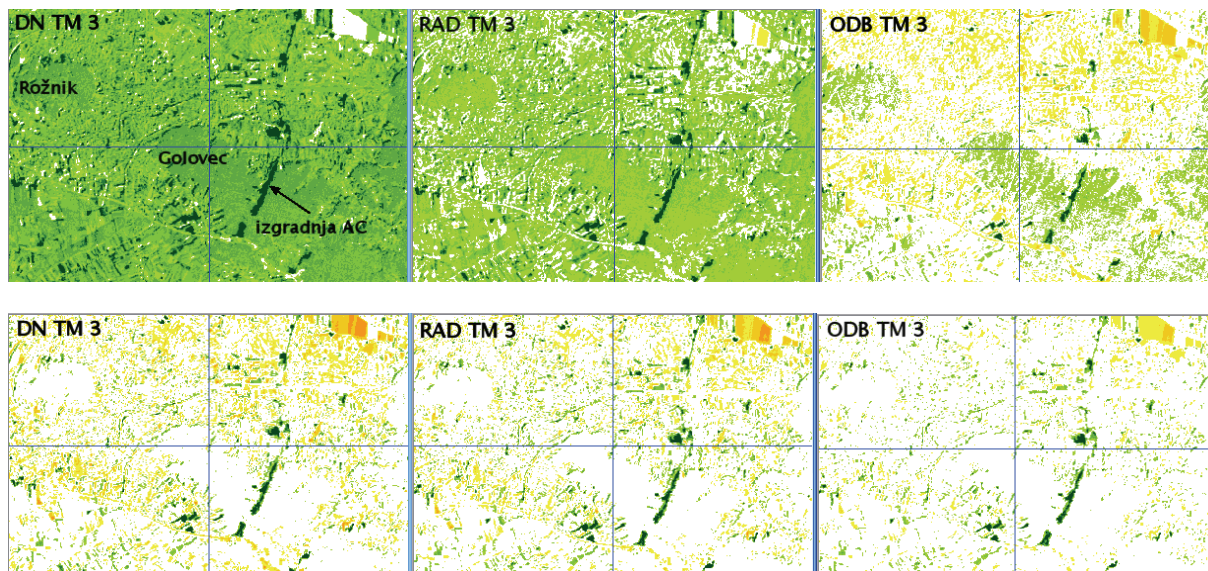 DN TM 3
RAD TM 3
ODB TM 3
Rožnik
Golovec
izgradnja AC
DN TM 3
RAD TM 3
ODB TM 3